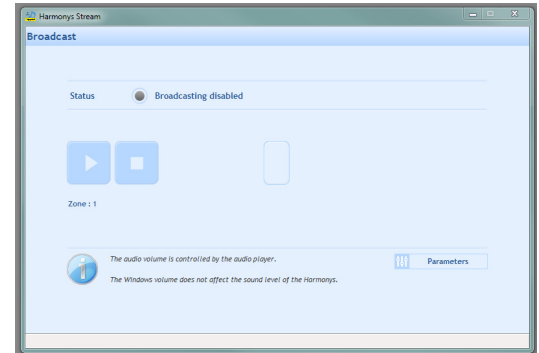 Harmonys Stream
Broadcast
Status
Broadcasting disabled
Zone : 1
The audio volume is controlled by the audio player.
The Windows volume does not affect the sound level of the Harmonys.
Parameters